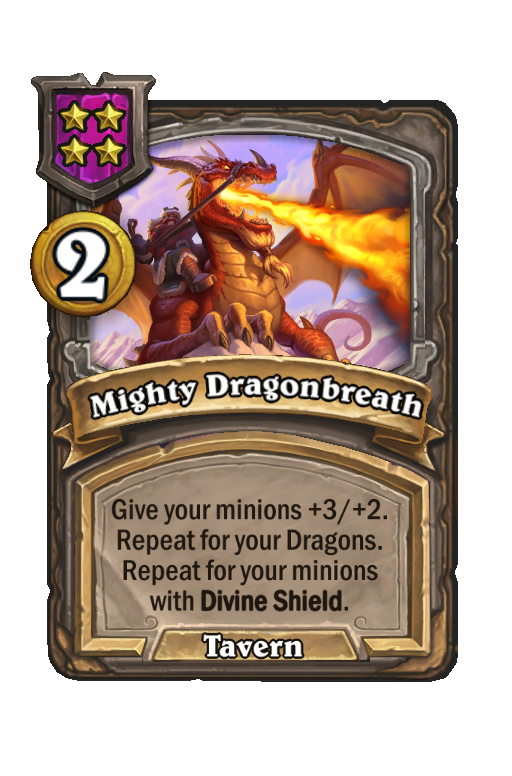 2
Mighty Dragonbreath
Give your minions +3/+2.
Repeat for your Dragons.
Repeat for your minions
with Divine Shield.
Tavern